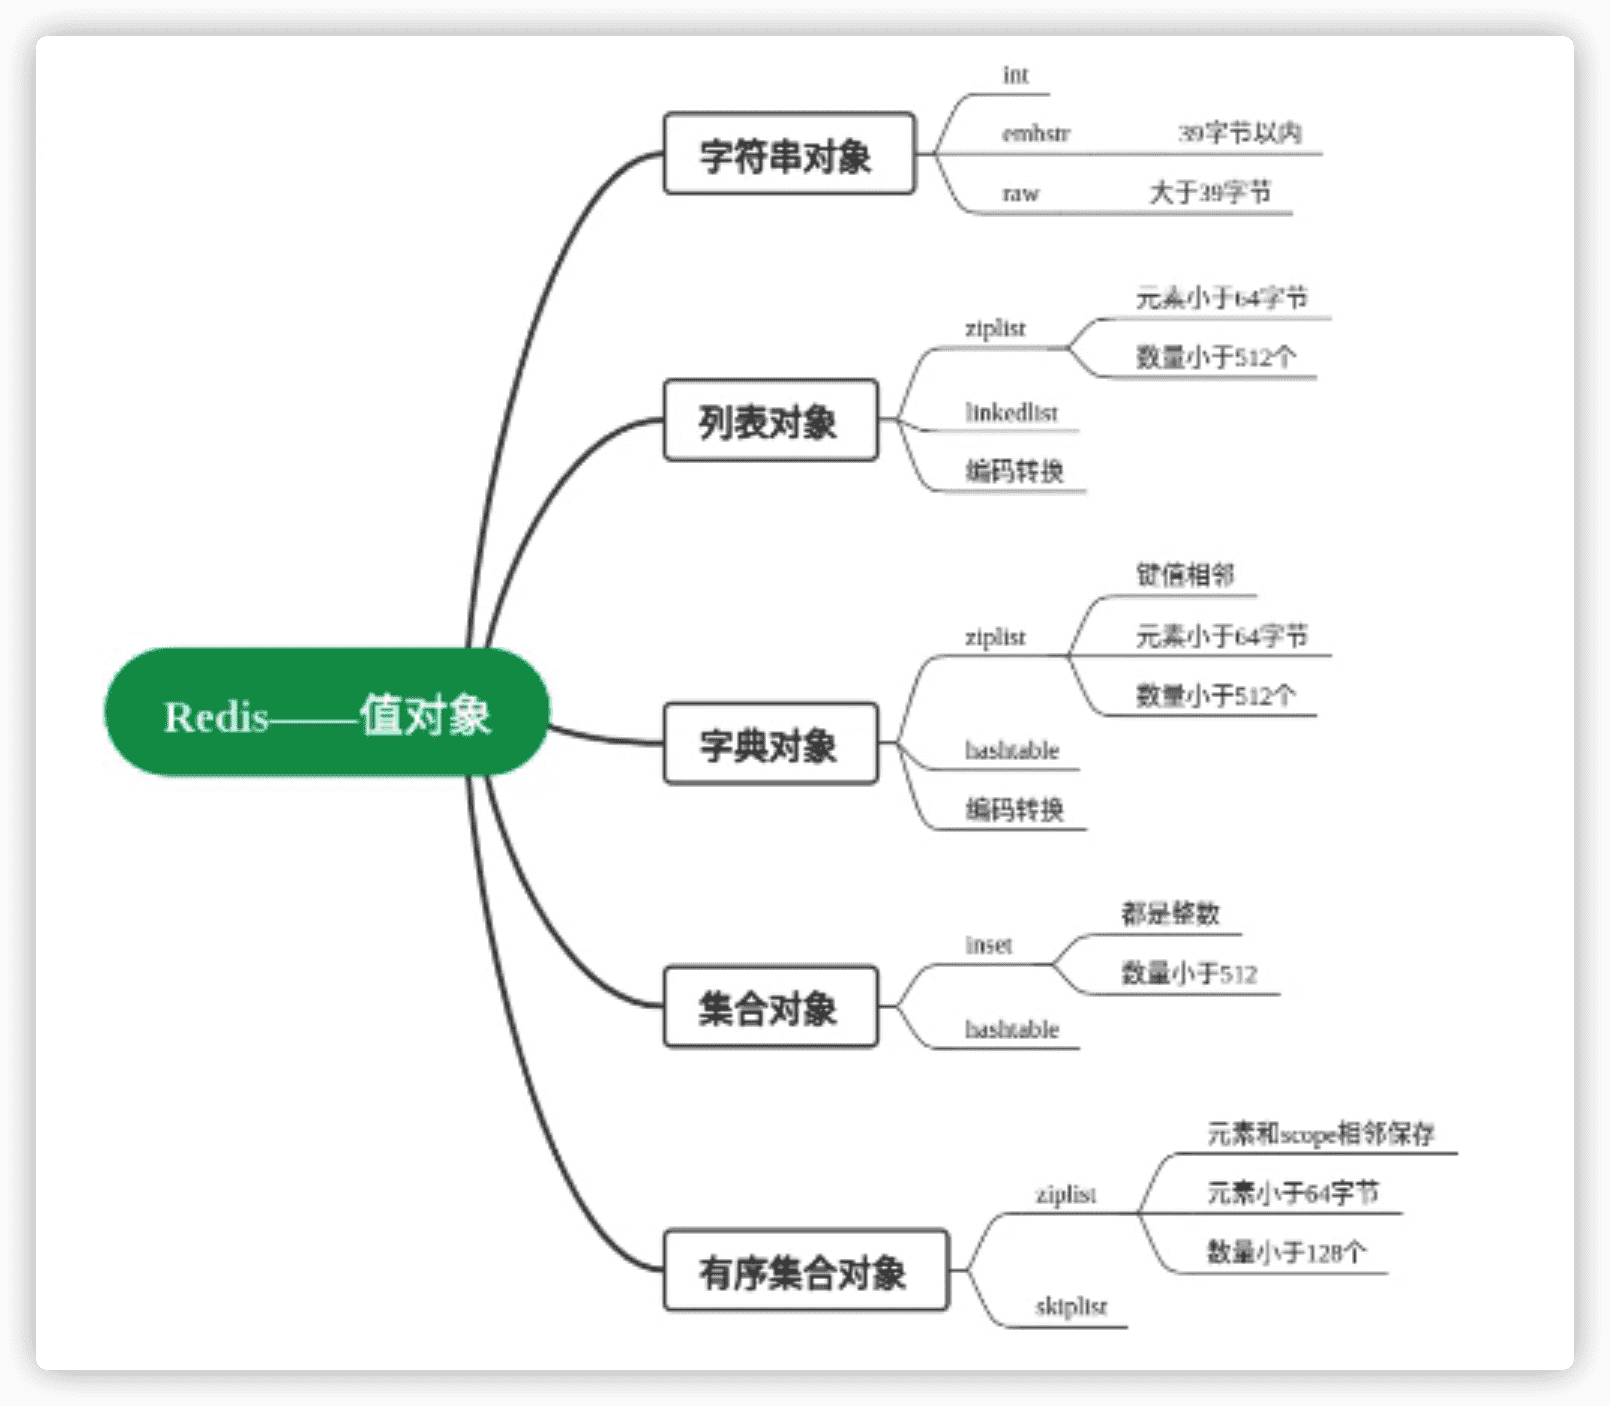 Redis——值对象
字符串对象
int
embstr 39字节以内
raw 大于39字节
列表对象
ziplist
元素小于64字节
数量小于512个
linkedlist
编码转换
字典对象
ziplist
键值相邻
元素小于64字节
数量小于512个
hashtable
编码转换
集合对象
inset
都是整数
数量小于512
hashtable
有序集合对象
ziplist
元素和scope相邻保存
元素小于64字节
数量小于128个
skiplist